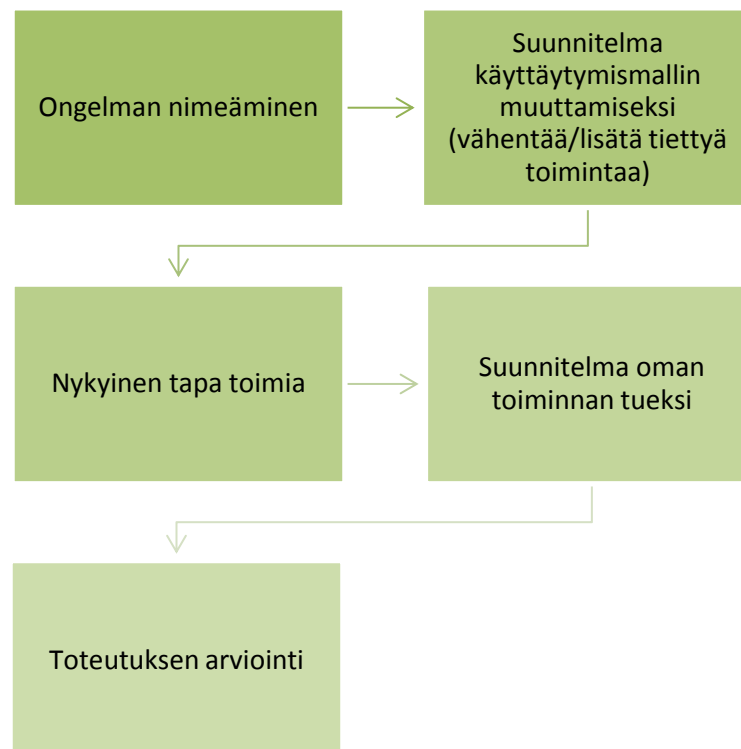 Ongelman nimeäminen
Suunnitelma
käyttäytymismallin
muuttamiseksi
(vähentää/lisätä tiettyä
toimintaa)
Nykyinen tapa toimia
Suunnitelma oman
toiminnan tueksi
Toteutuksen arviointi